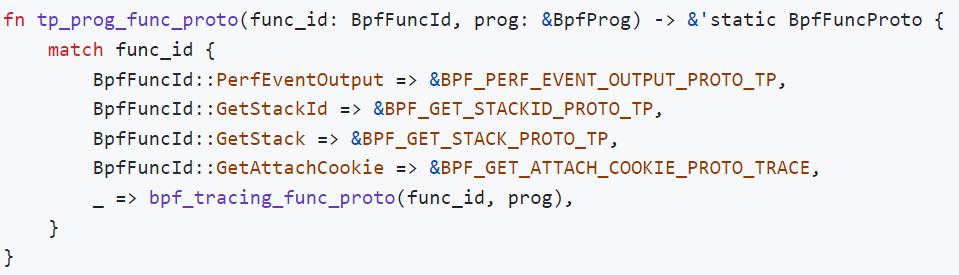 fn tp_prog_func_proto(func_id: BpfFuncId, prog: &BpfProg) -> &'static BpfFuncProto {
    match func_id {
        BpfFuncId::PerfEventOutput => &BPF_PERF_EVENT_OUTPUT_PROTO_TP,
        BpfFuncId::GetStackId => &BPF_GET_STACKID_PROTO_TP,
        BpfFuncId::GetStack => &BPF_GET_STACK_PROTO_TP,
        BpfFuncId::GetAttachCookie => &BPF_GET_ATTACH_COOKIE_PROTO_TRACE,
        _ => bpf_tracing_func_proto(func_id, prog),
    }
}